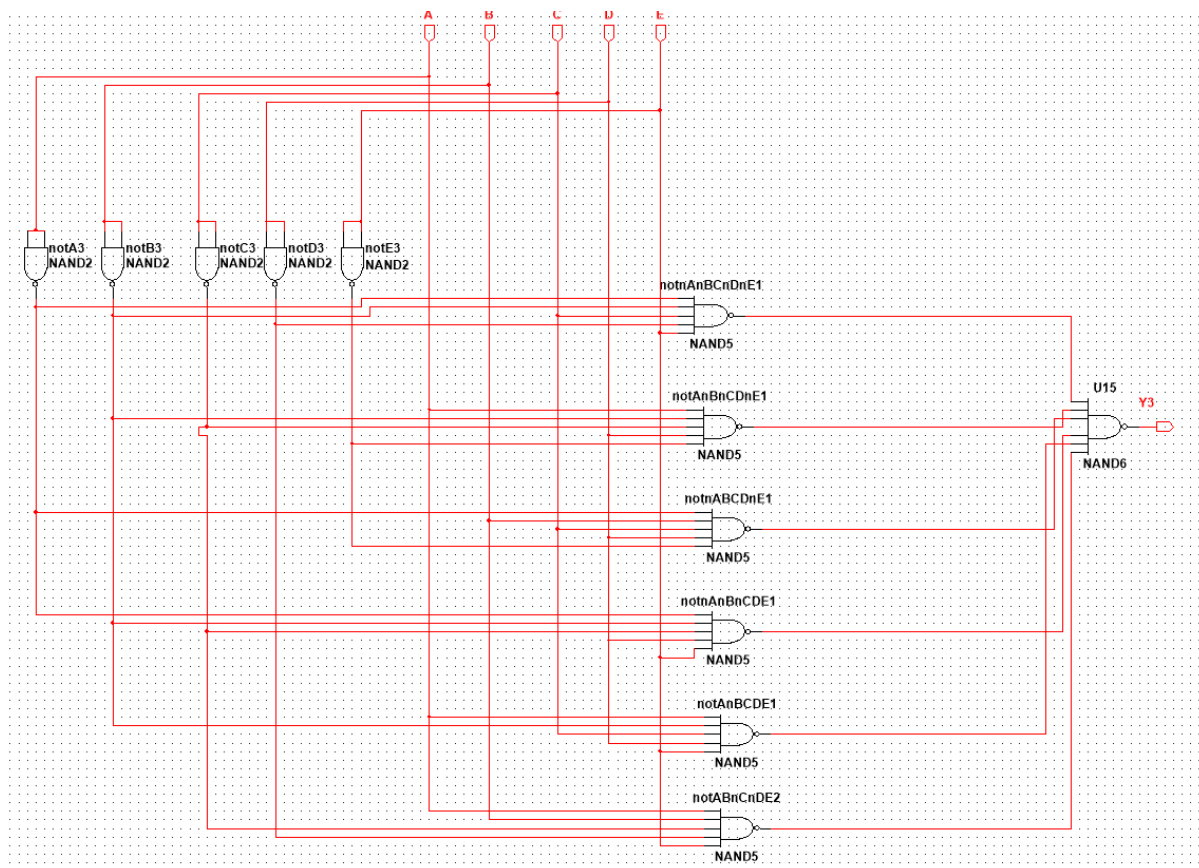 A B C D E
notA3
NAND2
notB3
NAND2
notC3
NAND2
notD3
NAND2
notE3
NAND2
notnAnBCnDnE1
NAND5
notAnBnCDnE1
NAND5
notnABCDnE1
NAND5
notnAnBnCDE1
NAND5
notAnBCDE1
NAND5
notABnCnDE2
NAND5
U15
NAND6
Y3